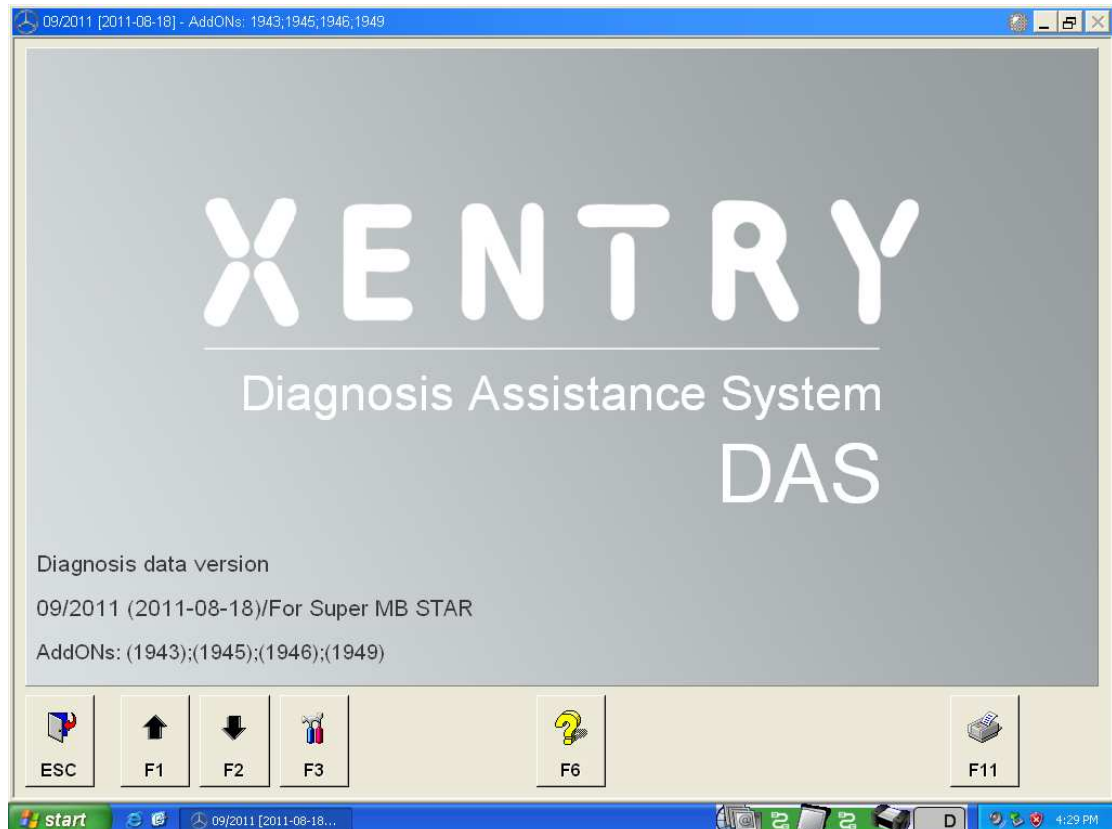 09/2011 [2011-08-18] - AddONs: 1943;1945;1946;1949
XENTRY
Diagnosis Assistance System
DAS
Diagnosis data version
09/2011 (2011-08-18)/For Super MB STAR
AddONs: (1943);(1945);(1946);(1949)
ESC F1 F2 F3 F6 F11
start 09/2011 [2011-08-18... D 4:29 PM